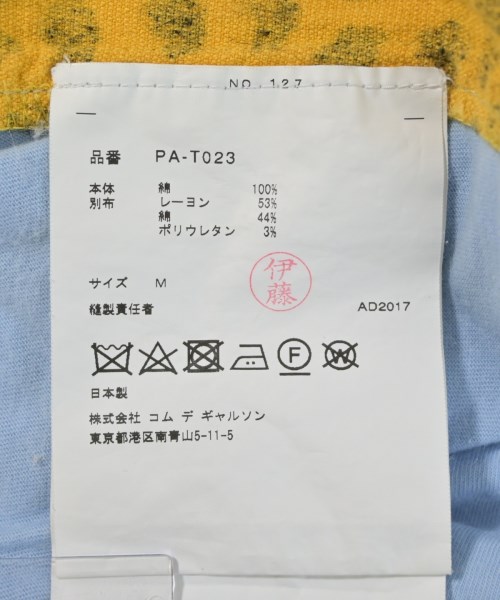 NO 127
品番 PA-T023
本体 綿 100%
別布 レーヨン 53%
綿 44%
ポリウレタン 3%
サイズ M
伊藤
縫製責任者 AD2017
F W
日本製
株式会社 コム デ ギャルソン
東京都港区南青山5-11-5